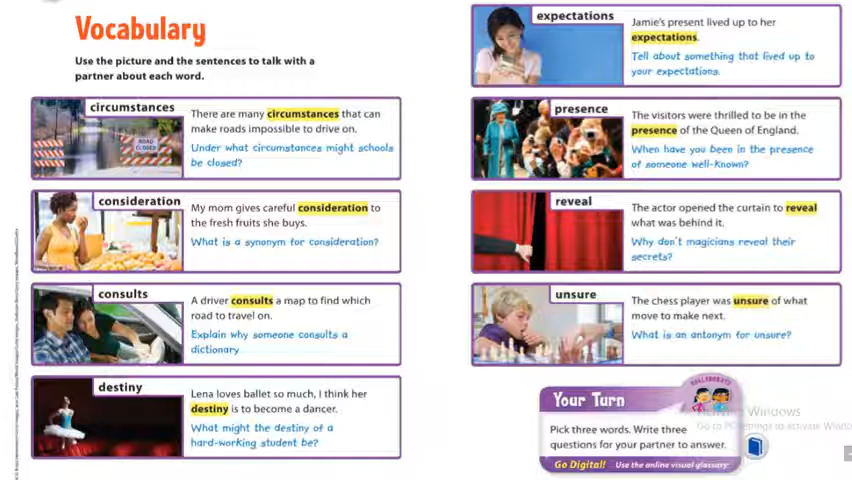 Vocabulary
Use the picture and the sentences to talk with a
partner about each word.
circumstances
There are many circumstances that can
make roads impossible to drive on.
Under what circumstances might schools
be closed?
ROAD
CLOSED
consideration
My mom gives careful consideration to
the fresh fruits she buys.
What is a synonym for consideration?
consults
A driver consults a map to find which
road to travel on.
Explain why someone consults a
dictionary
destiny
Lena loves ballet so much, I think her
destiny is to become a dancer.
What might the destiny of a
hard-working student be?
expectations
Jamie's present lived up to her
expectations.
Tell about something that lived up to
your expectations.
presence
The visitors were thrilled to be in the
presence of the Queen of England.
When have you been in the presence
of someone well-known?
reveal
The actor opened the curtain to reveal
what was behind it.
Why don't magicians reveal their
secrets?
unsure
The chess player was unsure of what
move to make next.
What is an antonym for unsure?
COLLABORATE
Your Turn
Pick three words. Write three
questions for your partner to answer.
Go Digital! Use the online visual glossary
Activate Windows
Go to PC settings to activate Windo